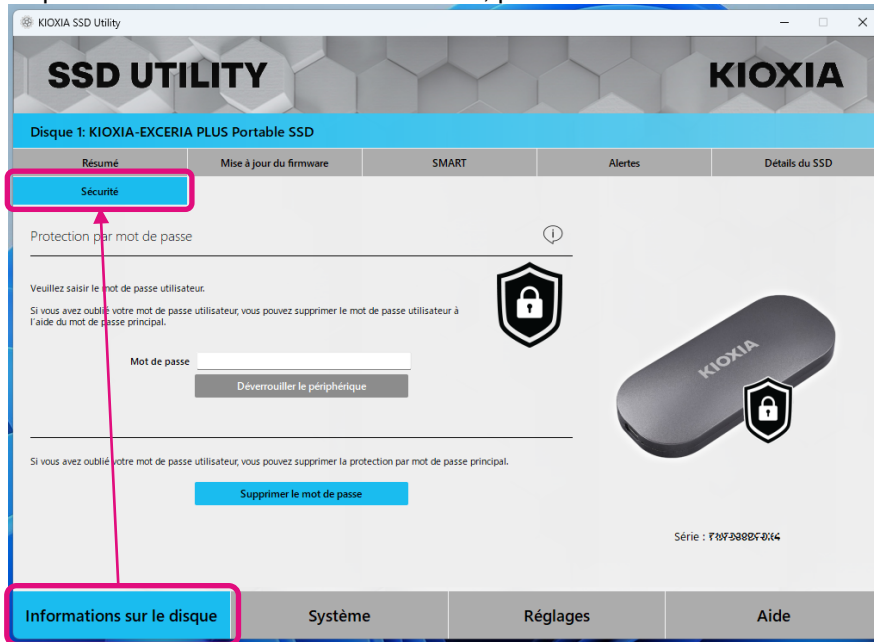 KIOXIA SSD Utility
SSD UTILITY
KIOXIA
Disque 1: KIOXIA-EXCERIA PLUS Portable SSD
Résumé
Mise à jour du firmware
SMART
Alertes
Détails du SSD
Sécurité
Protection par mot de passe
Veuillez saisir le mot de passe utilisateur.
Si vous avez oublié votre mot de passe utilisateur, vous pouvez supprimer le mot de passe utilisateur à
l'aide du mot de passe principal.
Mot de passe
Déverrouiller le périphérique
KIOXIA
Si vous avez oublié votre mot de passe utilisateur, vous pouvez supprimer la protection par mot de passe principal.
Supprimer le mot de passe
Série :
Informations sur le disque
Système
Réglages
Aide